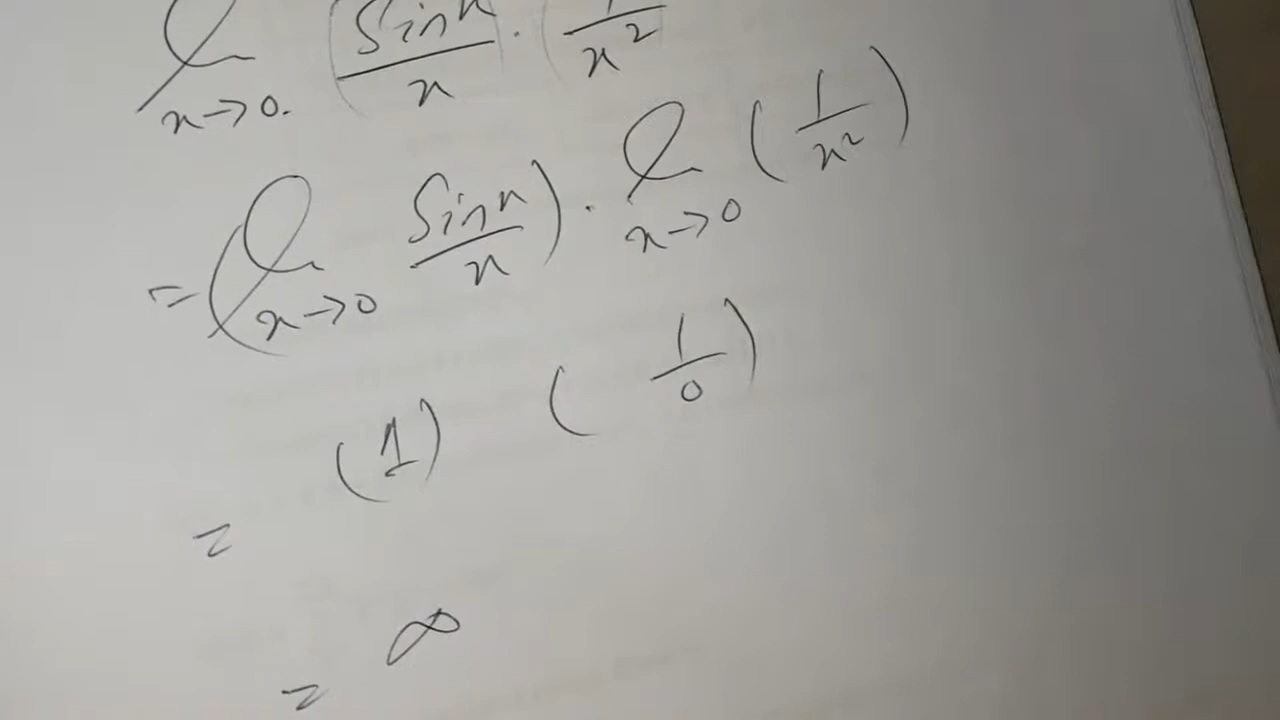 lim x→0. (sin x / x . (1 / x²
= (lim x→0 sin x / x) . lim x→0 (1 / x²)
= (1) (1 / 0)
= ∞